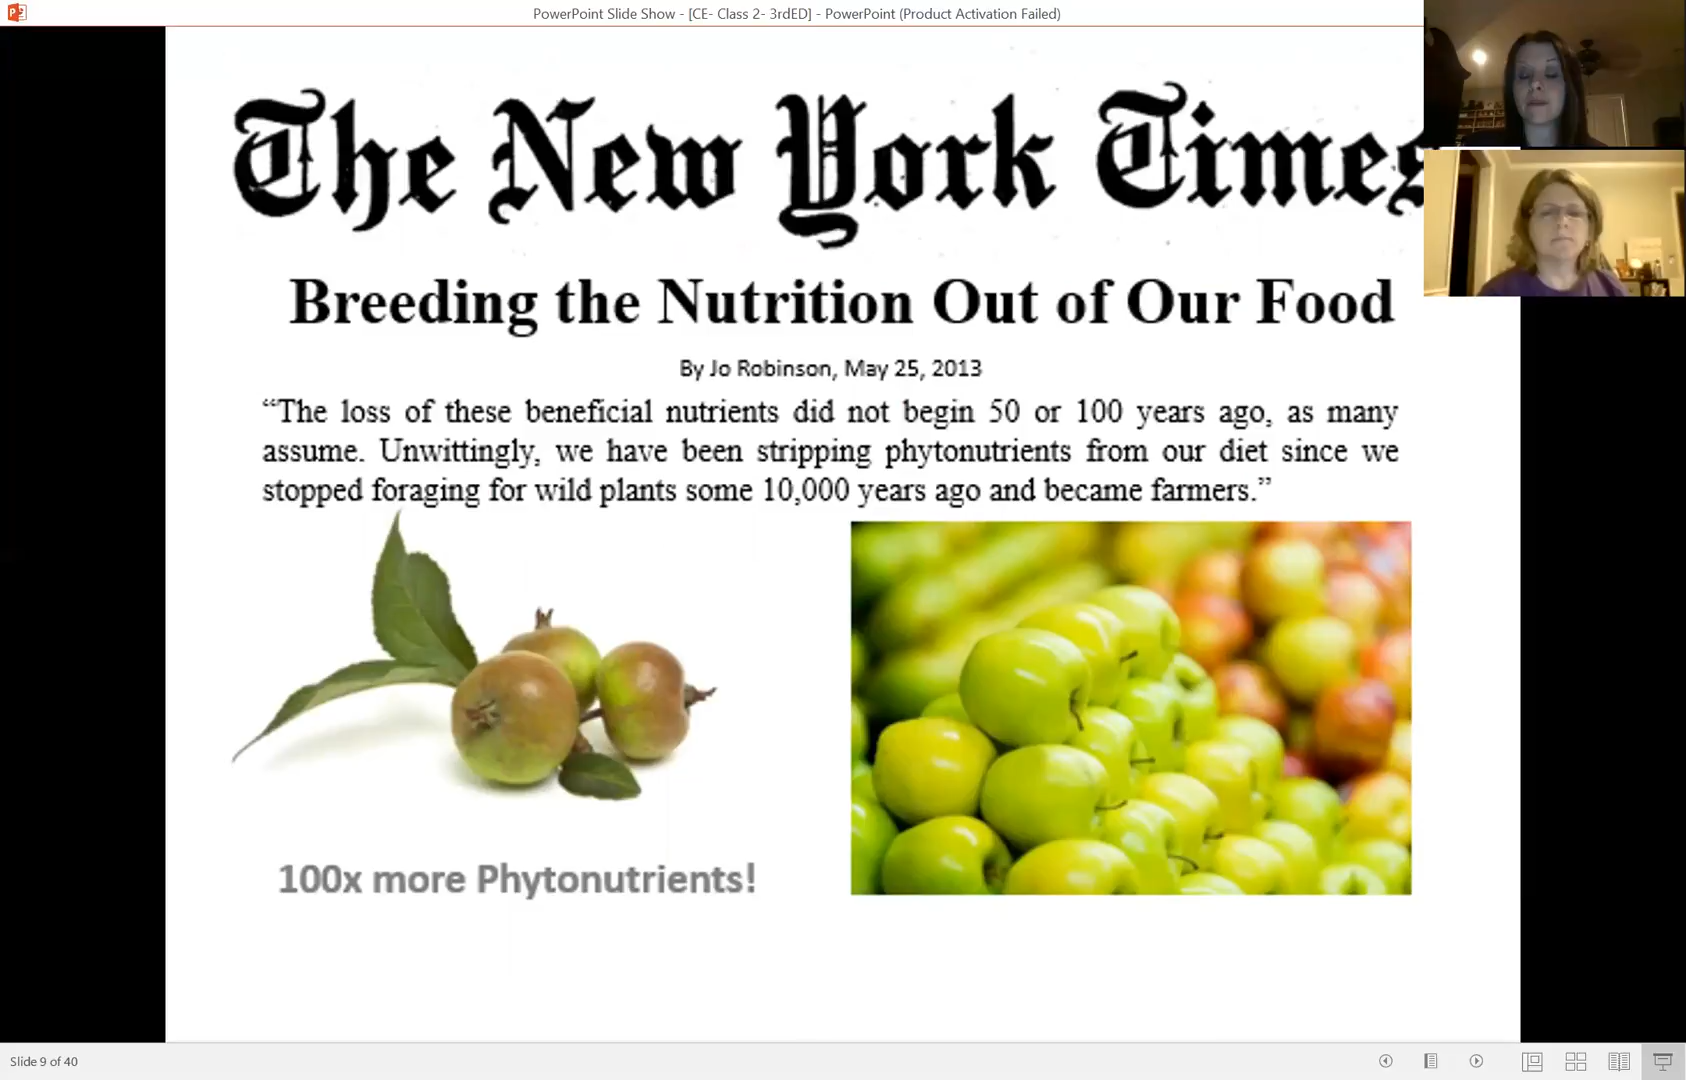 PowerPoint Slide Show - [CE- Class 2- 3rdED] - PowerPoint (Product Activation Failed)
The New York Times
Breeding the Nutrition Out of Our Food
By Jo Robinson, May 25, 2013
“The loss of these beneficial nutrients did not begin 50 or 100 years ago, as many
assume. Unwittingly, we have been stripping phytonutrients from our diet since we
stopped foraging for wild plants some 10,000 years ago and became farmers.”
100x more Phytonutrients!
Slide 9 of 40